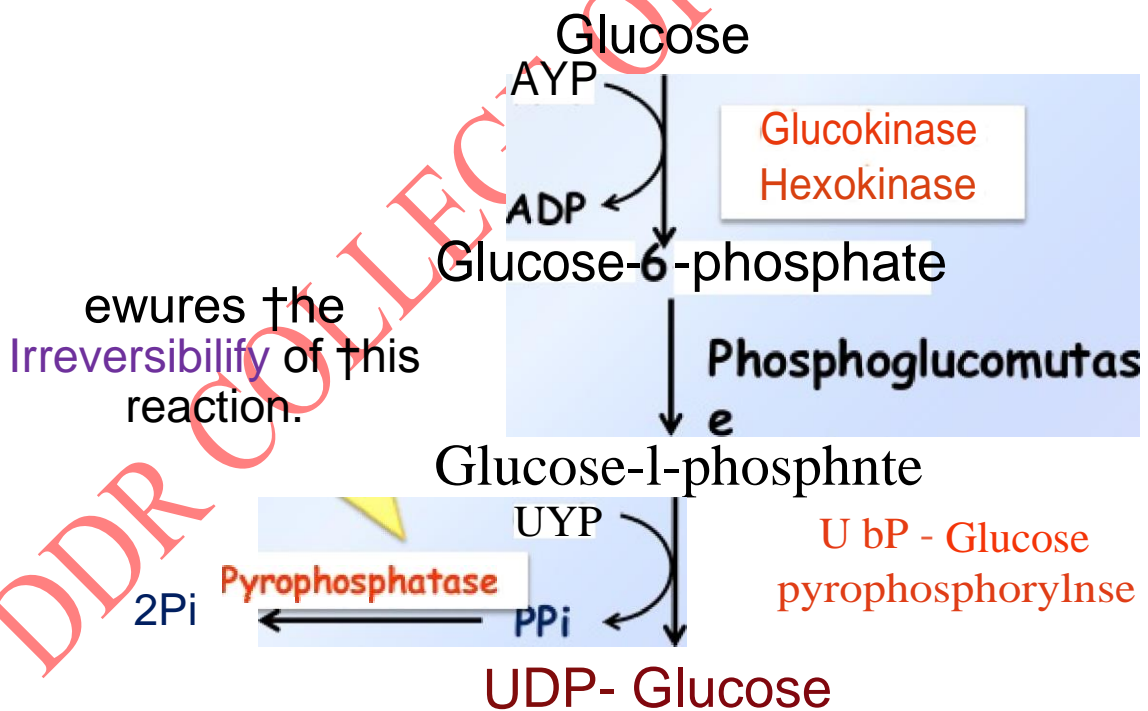 Glucose
AYP
Glucokinase
Hexokinase
ADP
Glucose-6-phosphate
ewures †he
Irreversibilify of †his
reaction.
Phosphoglucomutas
e
Glucose-l-phosphnte
UYP
U bP - Glucose
pyrophosphorylnse
Pyrophosphatase
2Pi
PPi
UDP- Glucose
DDR COLLEGE O